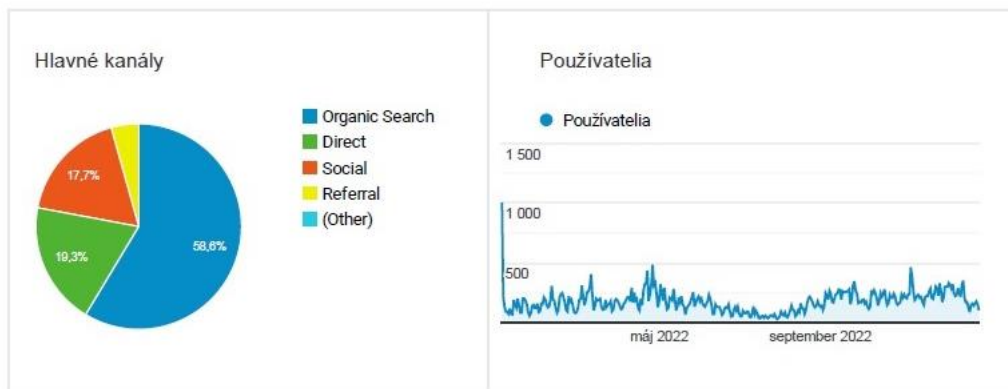 Hlavné kanály
Organic Search
Direct
Social
Referral
(Other)
17,7%
19,3%
58,6%
Používatelia
Používatelia
1 500
1 000
500
máj 2022
september 2022